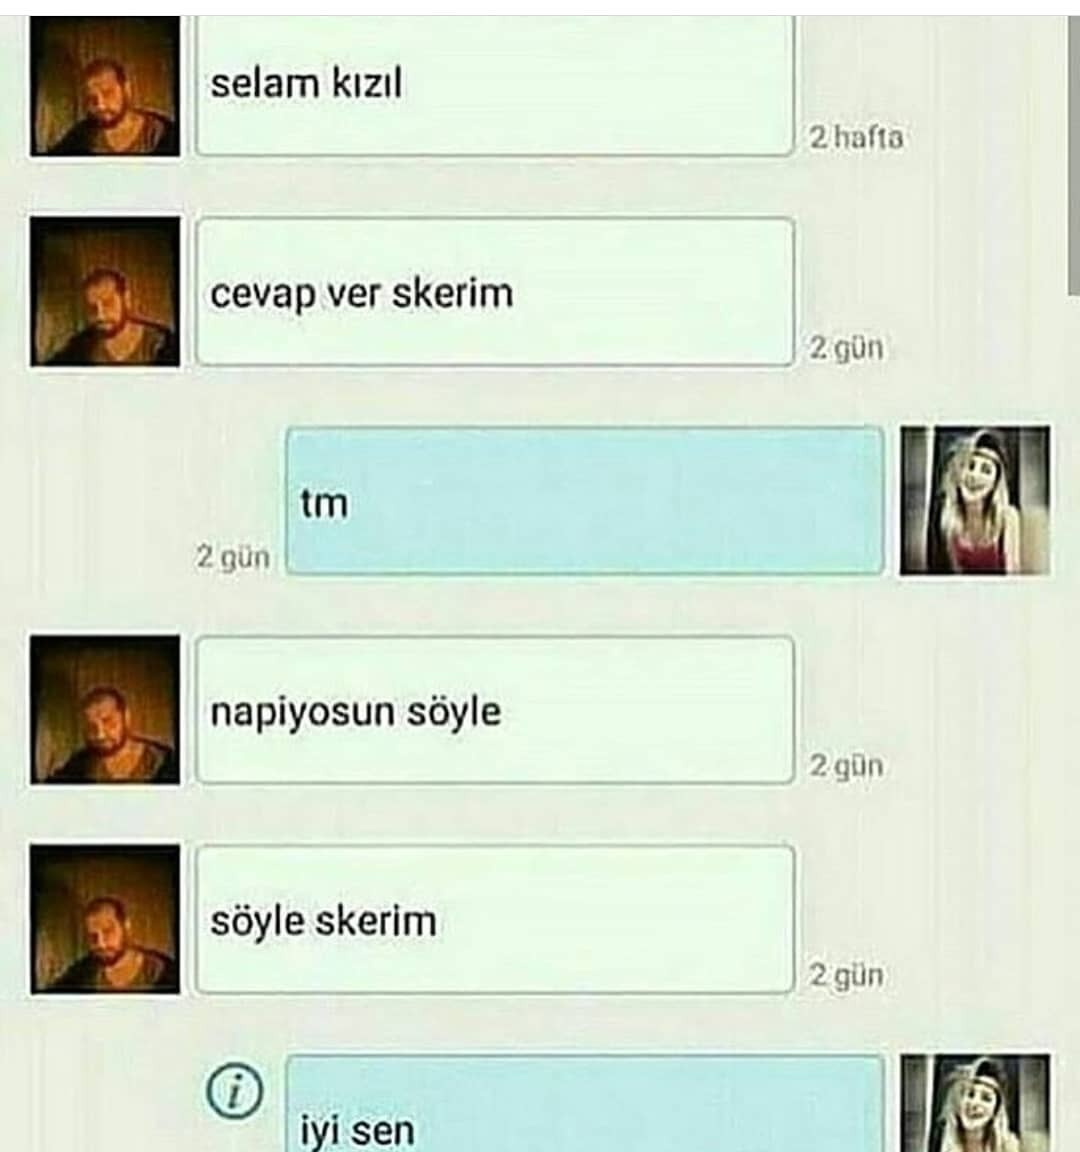 selam kızıl
2 hafta
cevap ver skerim
2 gün
tm
2 gün
napiyosun söyle
2 gün
söyle skerim
2 gün
i
iyi sen